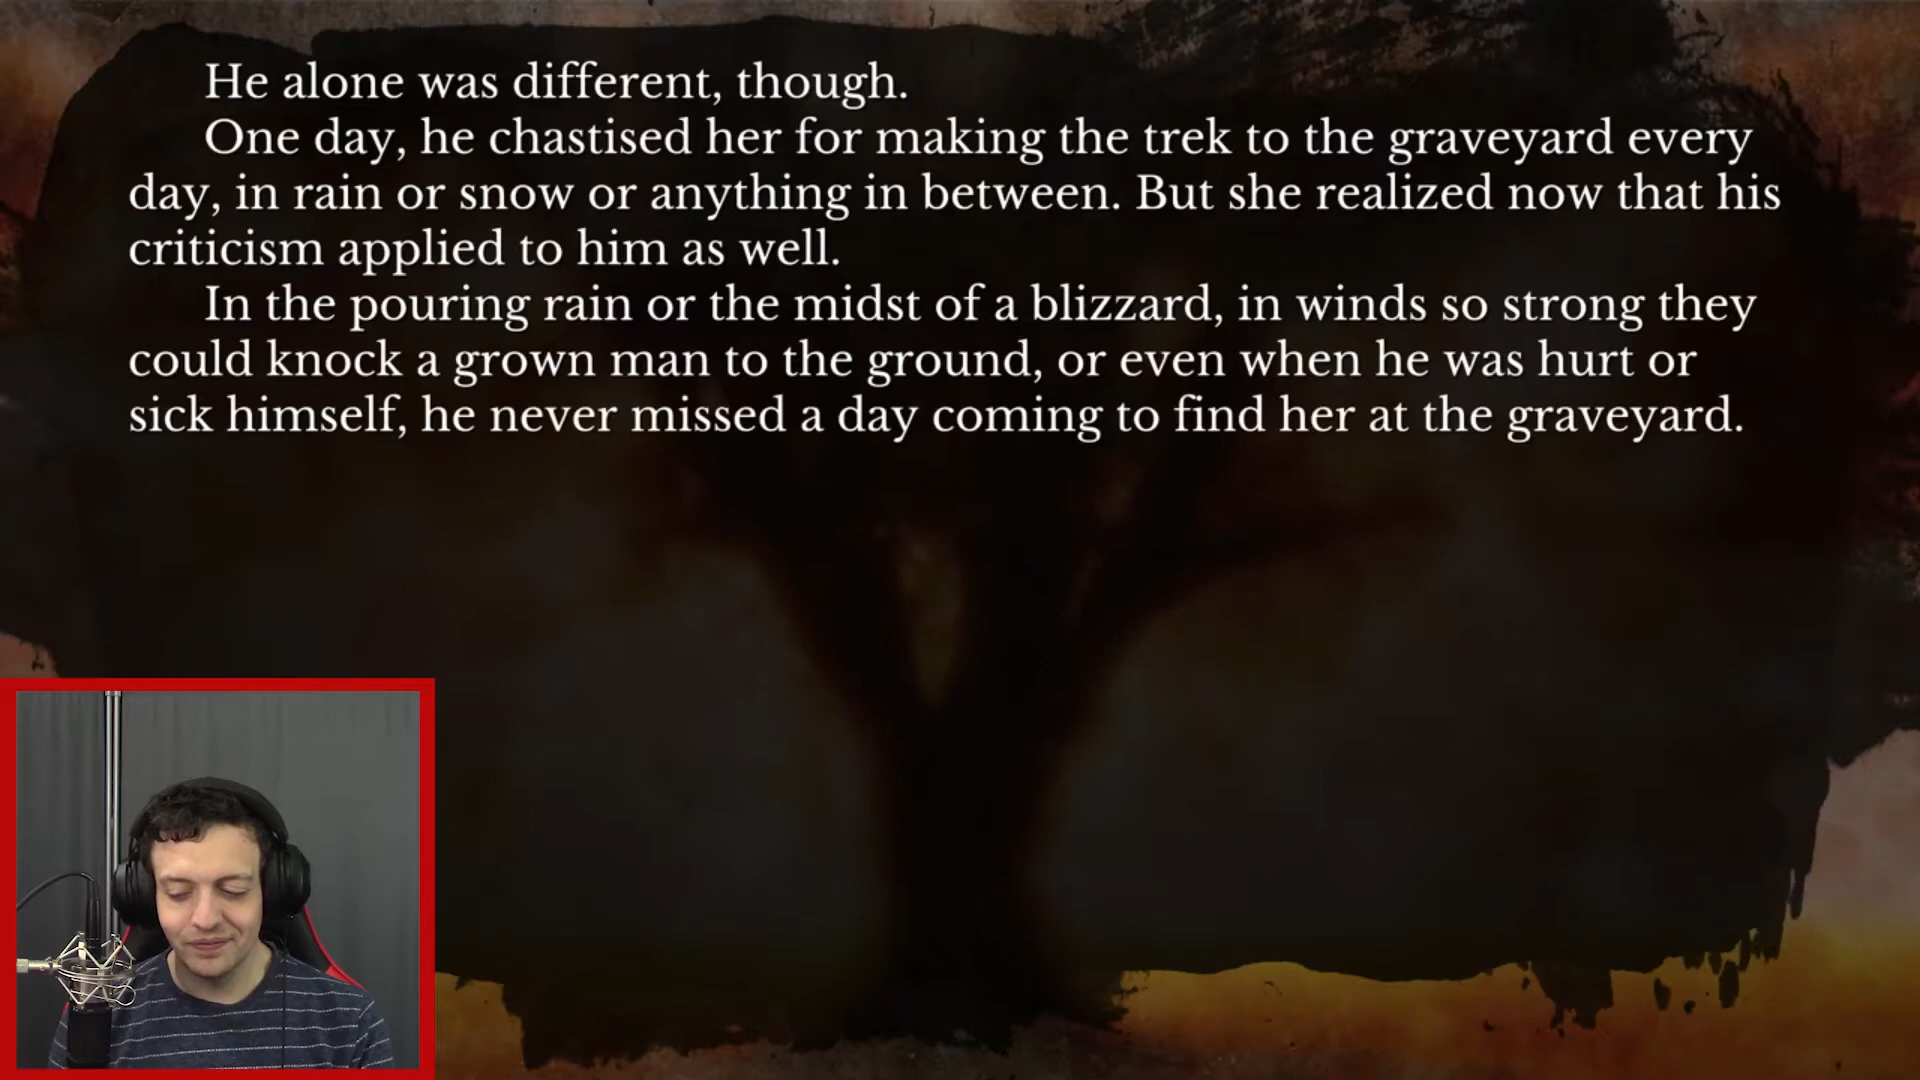 He alone was different, though.
One day, he chastised her for making the trek to the graveyard every
day, in rain or snow or anything in between. But she realized now that his
criticism applied to him as well.
In the pouring rain or the midst of a blizzard, in winds so strong they
could knock a grown man to the ground, or even when he was hurt or
sick himself, he never missed a day coming to find her at the graveyard.